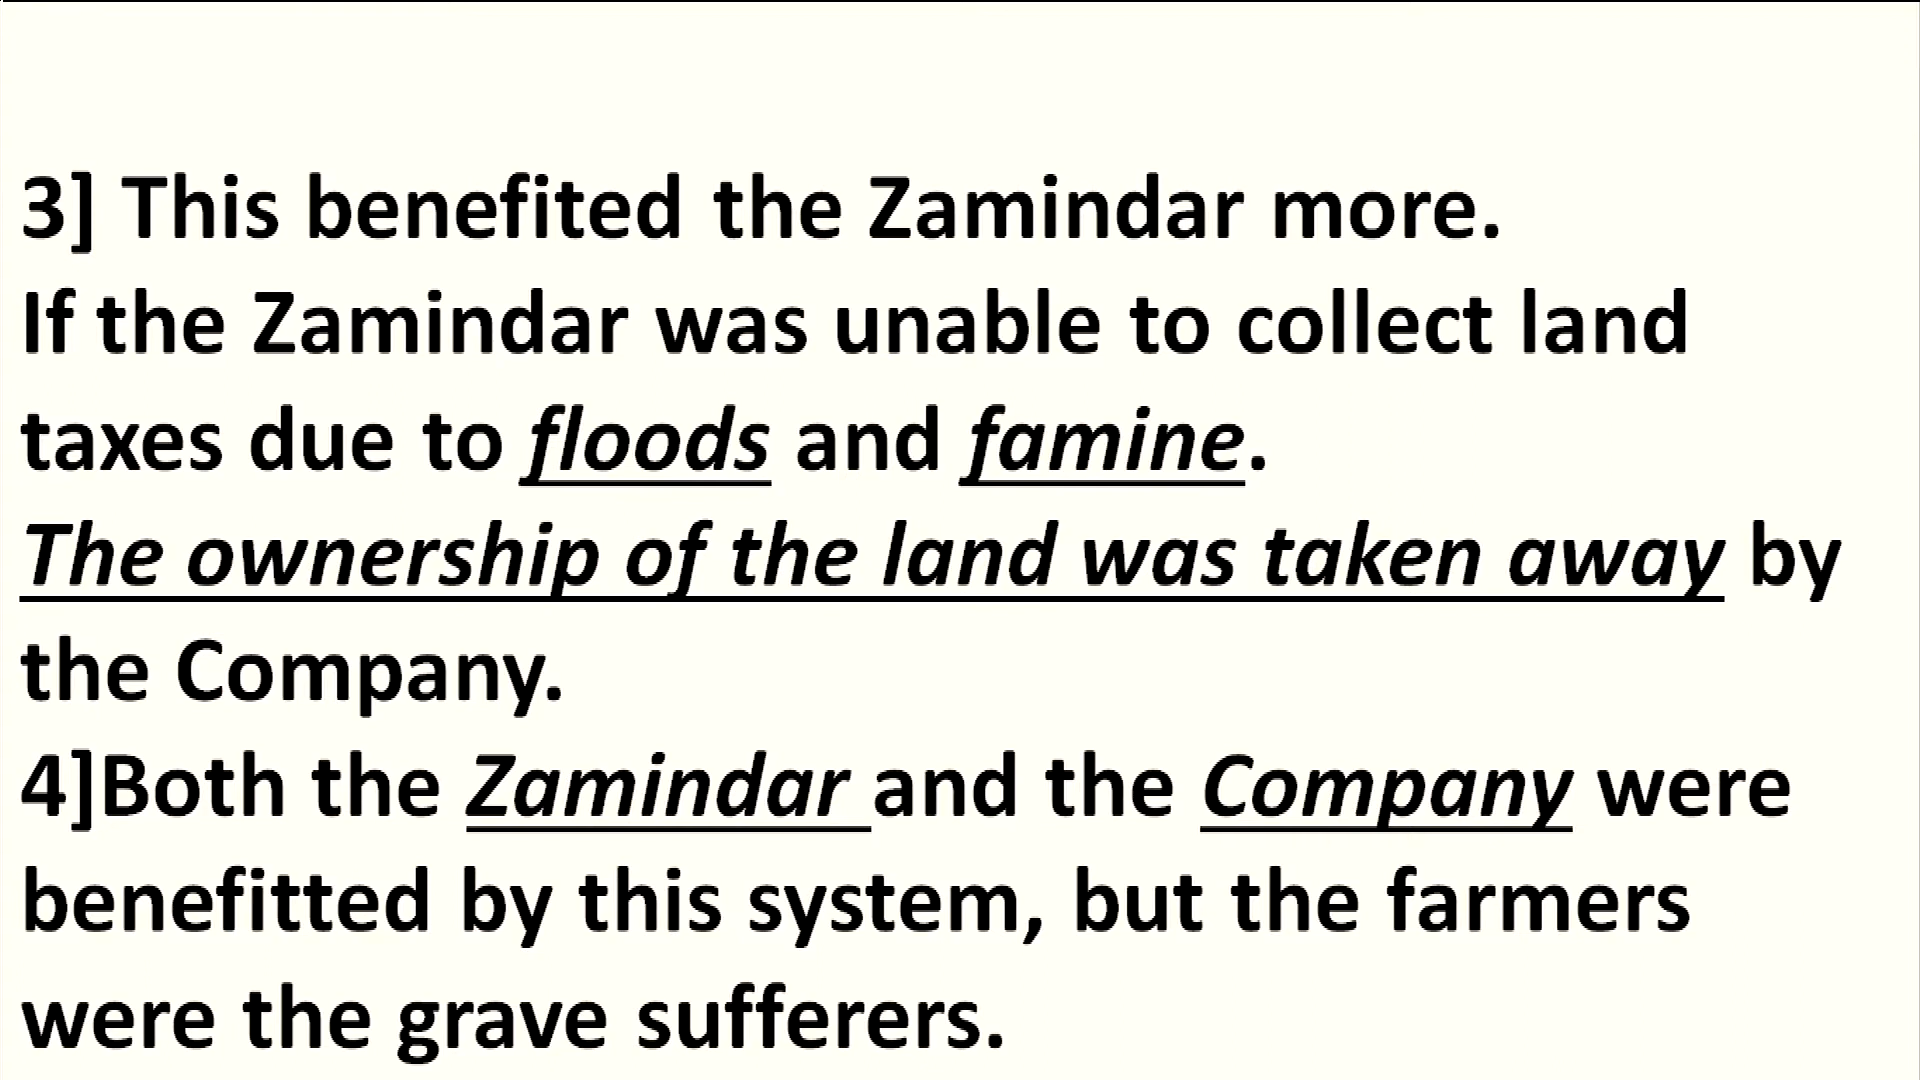 3] This benefited the Zamindar more.
If the Zamindar was unable to collect land
taxes due to floods and famine.
The ownership of the land was taken away by
the Company.
4]Both the Zamindar and the Company were
benefitted by this system, but the farmers
were the grave sufferers.